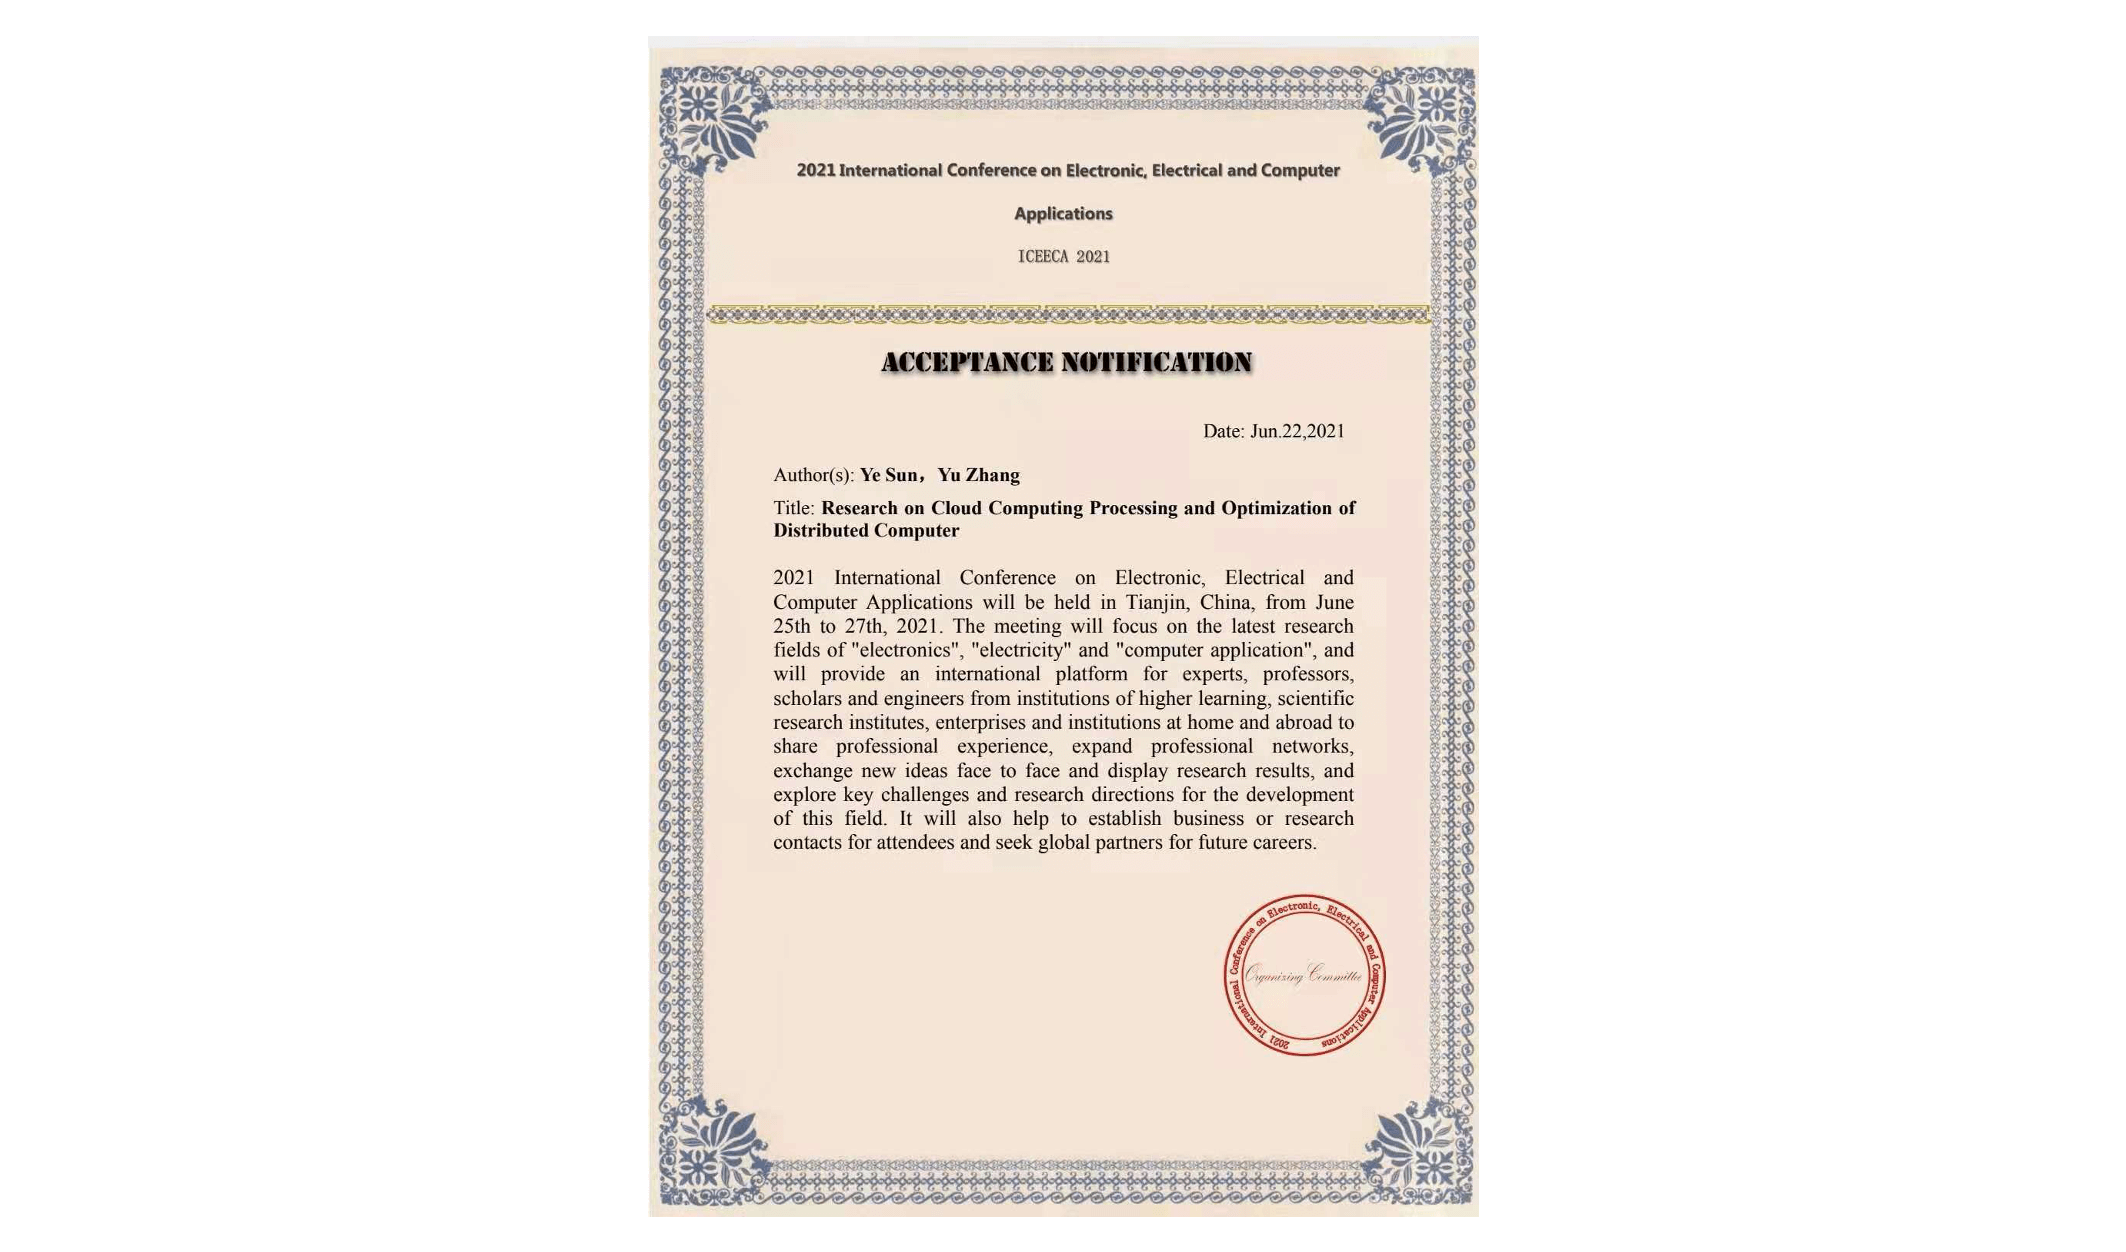 2021 International Conference on Electronic, Electrical and Computer
Applications
ICEECA 2021
ACCEPTANCE NOTIFICATION
Date: Jun.22,2021
Author(s): Ye Sun，Yu Zhang
Title: Research on Cloud Computing Processing and Optimization of
Distributed Computer
2021 International Conference on Electronic, Electrical and
Computer Applications will be held in Tianjin, China, from June
25th to 27th, 2021. The meeting will focus on the latest research
fields of "electronics", "electricity" and "computer application", and
will provide an international platform for experts, professors,
scholars and engineers from institutions of higher learning, scientific
research institutes, enterprises and institutions at home and abroad to
share professional experience, expand professional networks,
exchange new ideas face to face and display research results, and
explore key challenges and research directions for the development
of this field. It will also help to establish business or research
contacts for attendees and seek global partners for future careers.
2021 International Conference on Electronic, Electrical and Computer Applications
Organizing Committee